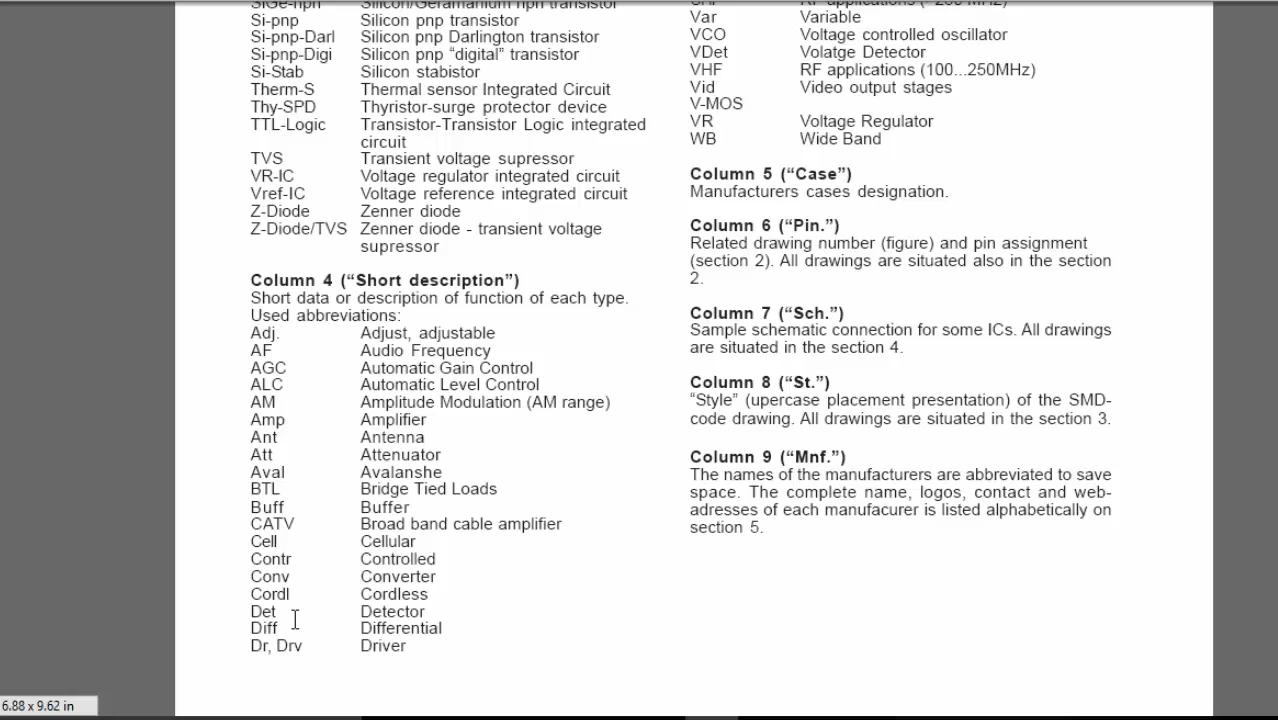 SiGe-npn Silicon/Geramanium npn transistor
Si-pnp Silicon pnp transistor
Si-pnp-Darl Silicon pnp Darlington transistor
Si-pnp-Digi Silicon pnp “digital” transistor
Si-Stab Silicon stabistor
Therm-S Thermal sensor Integrated Circuit
Thy-SPD Thyristor-surge protector device
TTL-Logic Transistor-Transistor Logic integrated
circuit
TVS Transient voltage supressor
VR-IC Voltage regulator integrated circuit
Vref-IC Voltage reference integrated circuit
Z-Diode Zenner diode
Z-Diode/TVS Zenner diode - transient voltage
supressor
Column 4 (“Short description”)
Short data or description of function of each type.
Used abbreviations:
Adj. Adjust, adjustable
AF Audio Frequency
AGC Automatic Gain Control
ALC Automatic Level Control
AM Amplitude Modulation (AM range)
Amp Amplifier
Ant Antenna
Att Attenuator
Aval Avalanshe
BTL Bridge Tied Loads
Buff Buffer
CATV Broad band cable amplifier
Cell Cellular
Contr Controlled
Conv Converter
Cordl Cordless
Det Detector
Diff Differential
Dr, Drv Driver
RF applications
Var Variable
VCO Voltage controlled oscillator
VDet Volatge Detector
VHF RF applications (100...250MHz)
Vid Video output stages
V-MOS
VR Voltage Regulator
WB Wide Band
Column 5 (“Case”)
Manufacturers cases designation.
Column 6 (“Pin.”)
Related drawing number (figure) and pin assignment
(section 2). All drawings are situated also in the section
2.
Column 7 (“Sch.”)
Sample schematic connection for some ICs. All drawings
are situated in the section 4.
Column 8 (“St.”)
“Style” (upercase placement presentation) of the SMD-
code drawing. All drawings are situated in the section 3.
Column 9 (“Mnf.”)
The names of the manufacturers are abbreviated to save
space. The complete name, logos, contact and web-
adresses of each manufacurer is listed alphabetically on
section 5.
6.88 x 9.62 in